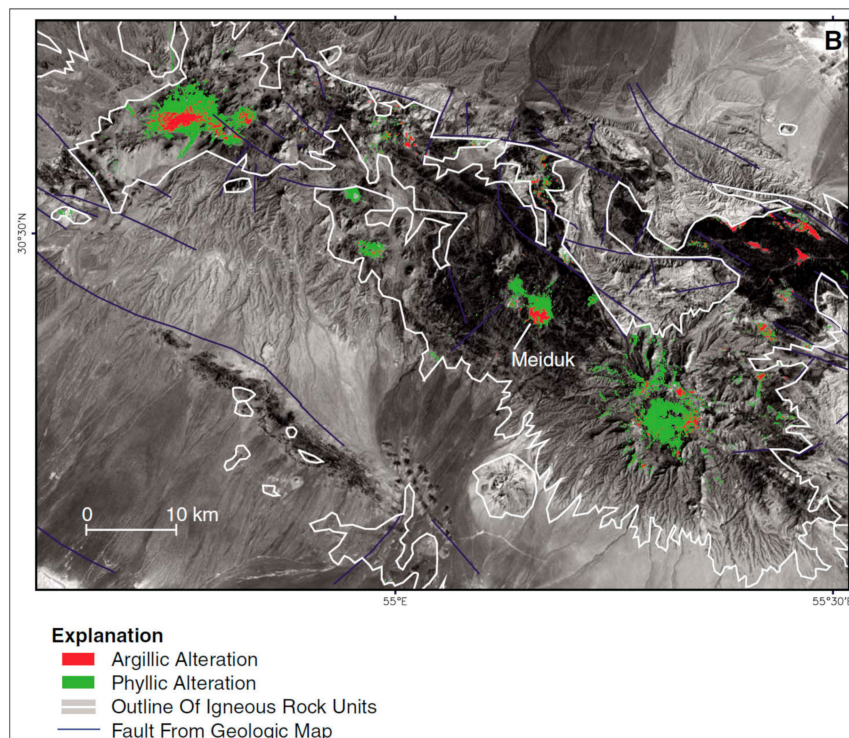 B
30°30'N
Meiduk
0 10 km
55°E
55°30'E
Explanation
Argillic Alteration
Phyllic Alteration
Outline Of Igneous Rock Units
Fault From Geologic Map